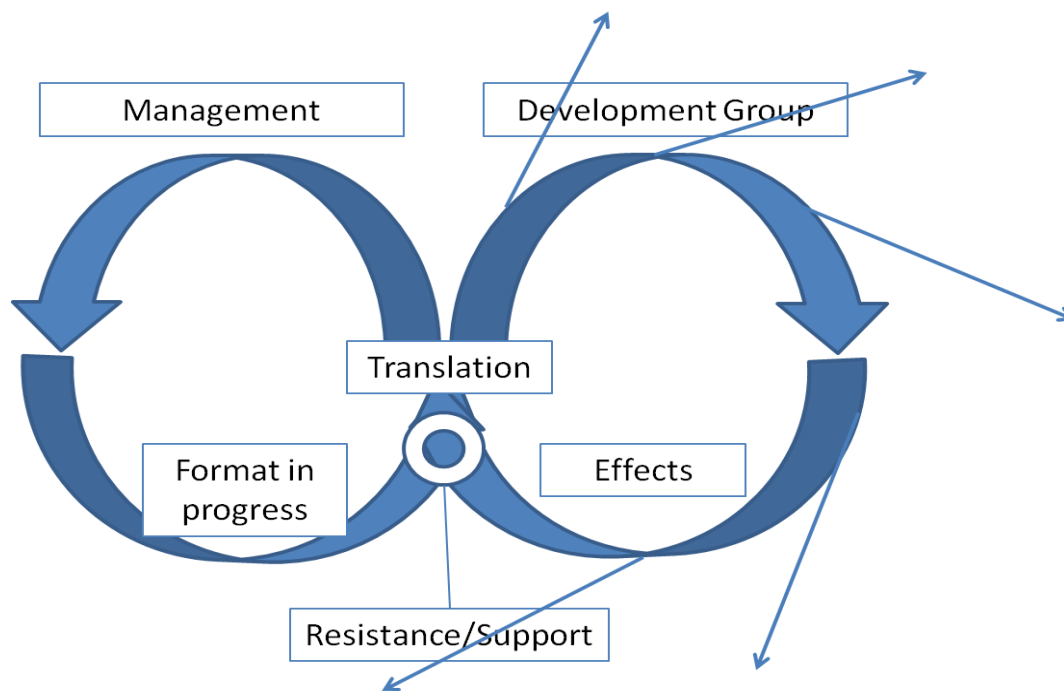 Management
Development Group
Translation
Format in
progress
Effects
Resistance/Support